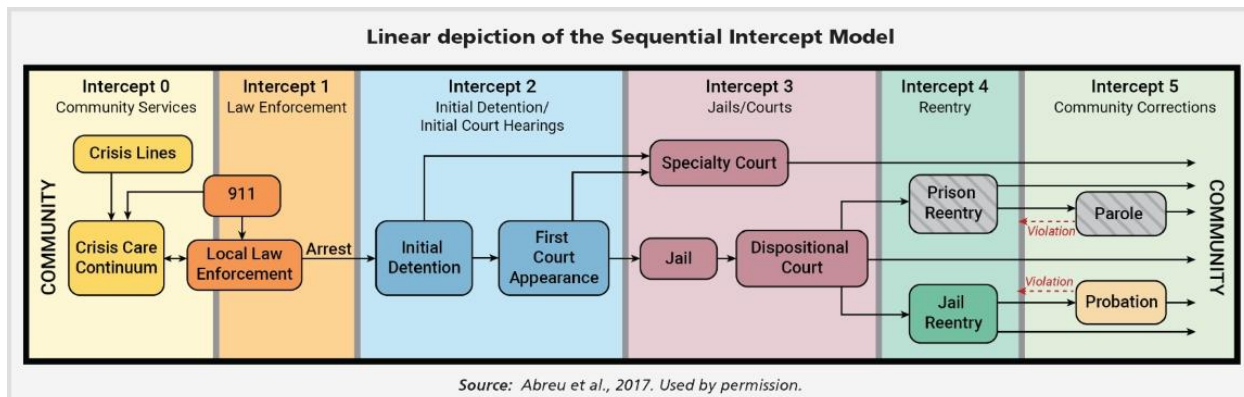 Linear depiction of the Sequential Intercept Model
Intercept 0
Community Services
Intercept 1
Law Enforcement
Intercept 2
Initial Detention/
Initial Court Hearings
Intercept 3
Jails/Courts
Intercept 4
Reentry
Intercept 5
Community Corrections
COMMUNITY
Crisis Lines
911
Crisis Care
Continuum
Local Law
Enforcement
Arrest
Initial
Detention
First
Court
Appearance
Specialty Court
Jail
Dispositional
Court
Prison
Reentry
Violation
Parole
Jail
Reentry
Violation
Probation
COMMUNITY
Source: Abreu et al., 2017. Used by permission.